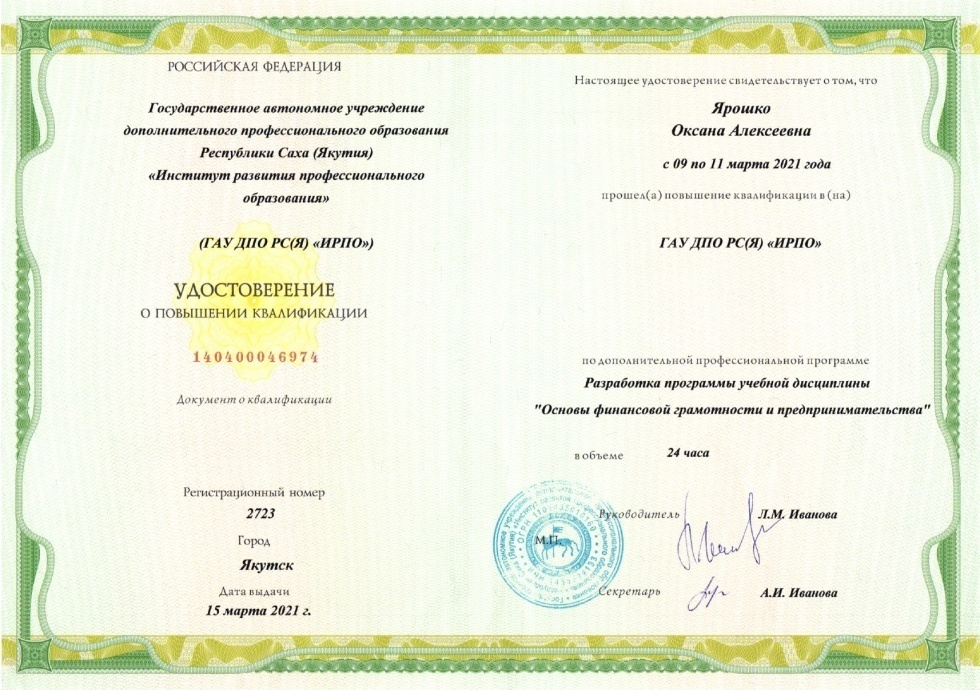 РОССИЙСКАЯ ФЕДЕРАЦИЯ
Государственное автономное учреждение
дополнительного профессионального образования
Республики Саха (Якутия)
«Институт развития профессионального
образования»
(ГАУ ДПО РС(Я) «ИРПО»)
УДОСТОВЕРЕНИЕ
О ПОВЫШЕНИИ КВАЛИФИКАЦИИ
140400046974
Документ о квалификации
Регистрационный номер
2723
Город
Якутск
Дата выдачи
15 марта 2021 г.
Настоящее удостоверение свидетельствует о том, что
Ярошко
Оксана Алексеевна
с 09 по 11 марта 2021 года
прошел(а) повышение квалификации в (на)
ГАУ ДПО РС(Я) «ИРПО»
по дополнительной профессиональной программе
Разработка программы учебной дисциплины
"Основы финансовой грамотности и предпринимательства"
в объеме 24 часа
Руководитель Л.М. Иванова
М.П.
Секретарь А.И. Иванова